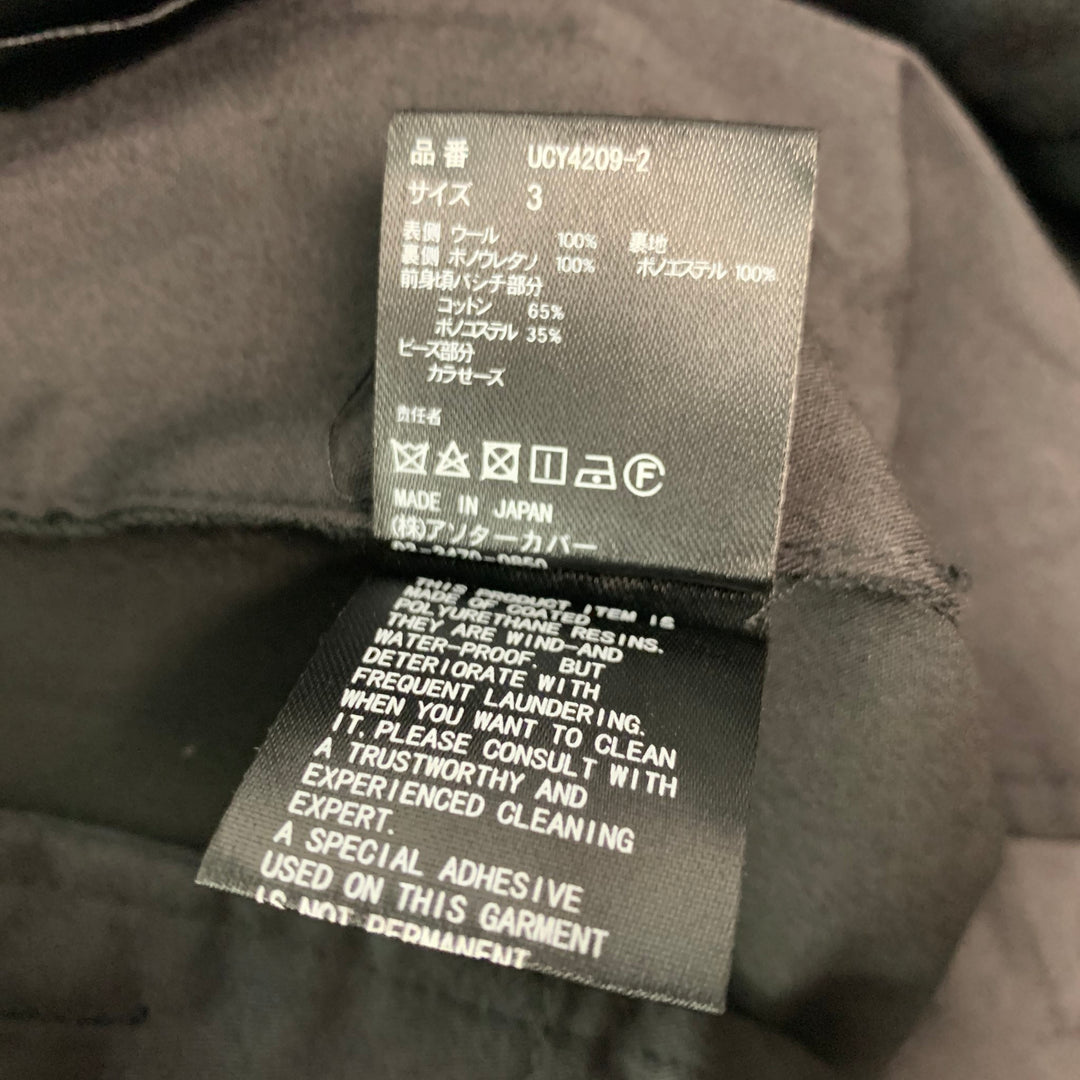 品番 UCY4209-2
サイズ 3
表側 ウール 100% 裏地
裏側 ポリウレタン 100% ポリエステル 100%
前身頃パンチ部分
コットン 65%
ポリエステル 35%
ビーズ部分
ガラセーズ
責任者
F
MADE IN JAPAN
(株)アンダーカバー
THIS PRODUCT ITEM IS
MADE OF COATED
POLYURETHANE RESINS.
THEY ARE WIND-AND
WATER-PROOF. BUT
DETERIORATE WITH
FREQUENT LAUNDERING.
WHEN YOU WANT TO CLEAN
IT, PLEASE CONSULT WITH
A TRUSTWORTHY AND
EXPERIENCED CLEANING
EXPERT.
A SPECIAL ADHESIVE
USED ON THIS GARMENT
IS NOT PERMANENT